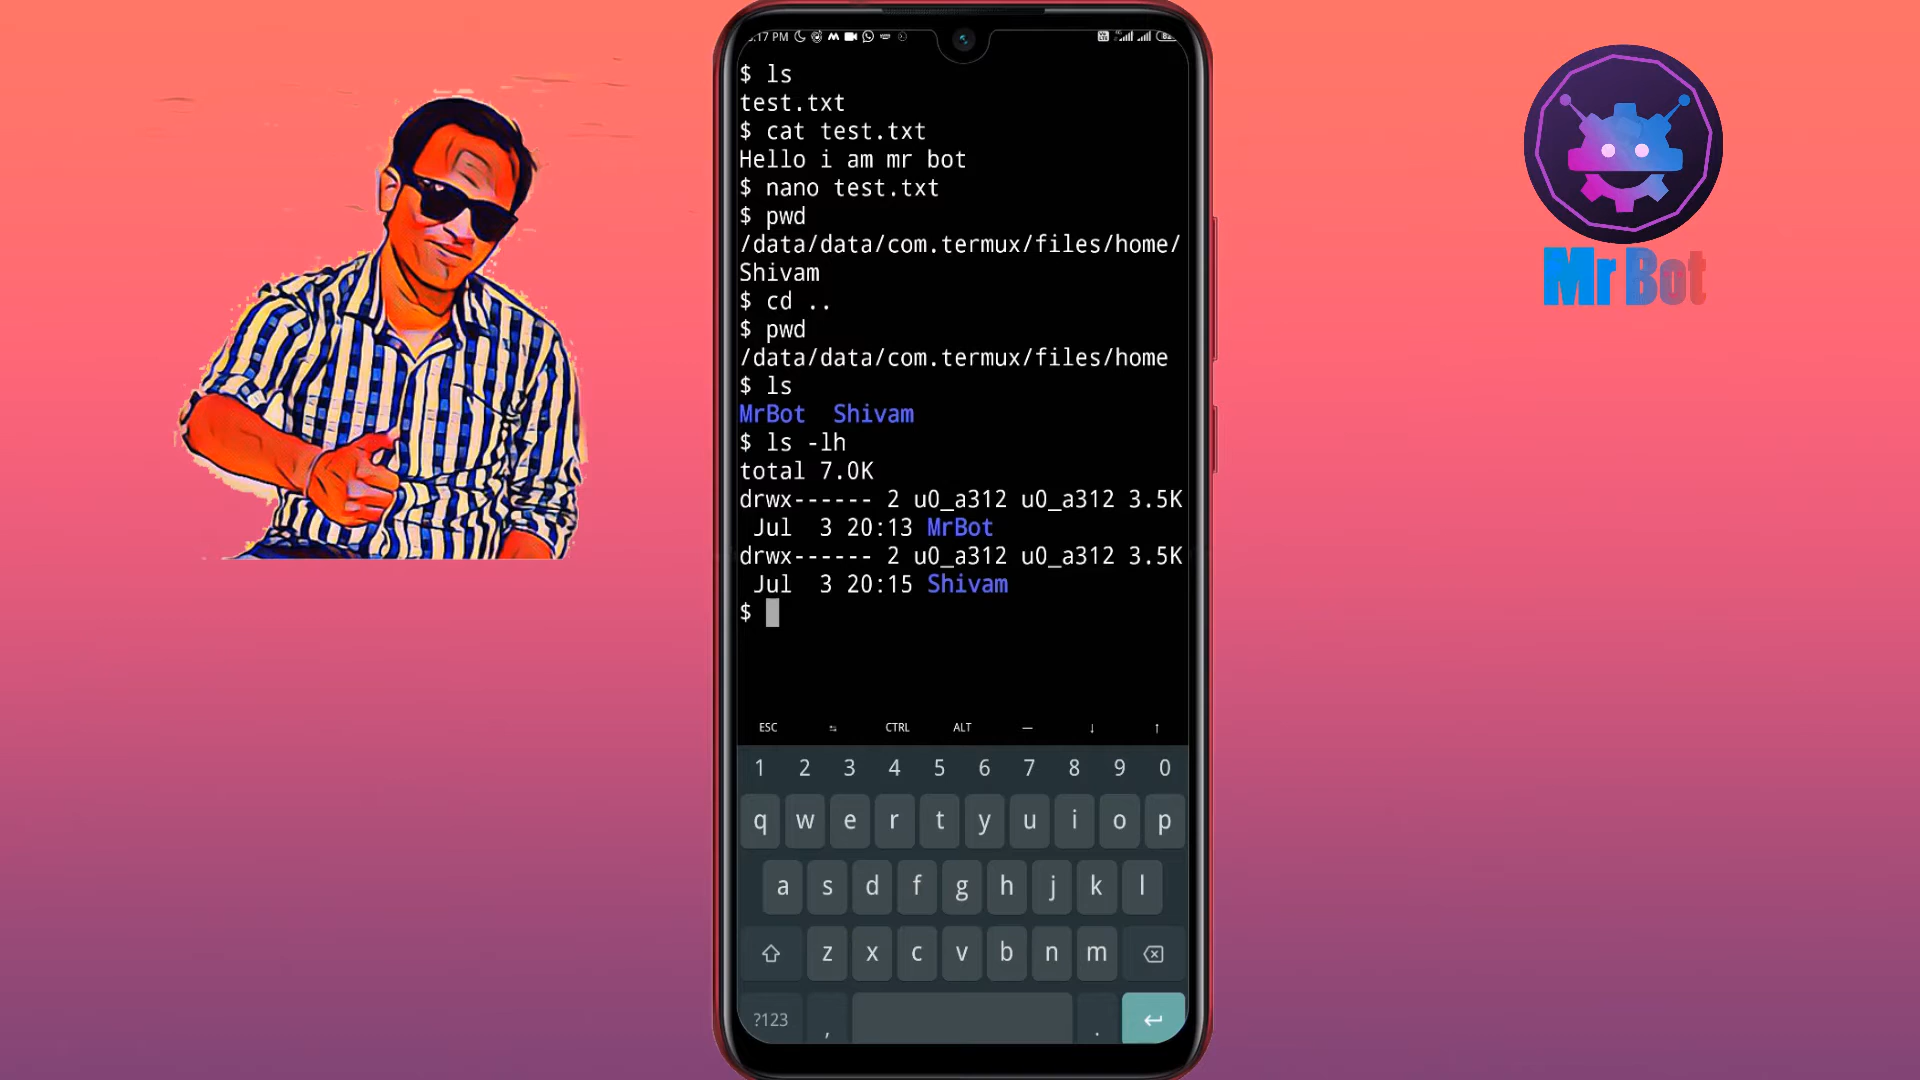 :17 PM
$ ls
test.txt
$ cat test.txt
Hello i am mr bot
$ nano test.txt
$ pwd
/data/data/com.termux/files/home/
Shivam
$ cd ..
$ pwd
/data/data/com.termux/files/home
$ ls
MrBot  Shivam
$ ls -lh
total 7.0K
drwx------ 2 u0_a312 u0_a312 3.5K
Jul  3 20:13 MrBot
drwx------ 2 u0_a312 u0_a312 3.5K
Jul  3 20:15 Shivam
$
ESC ⇆ CTRL ALT — ↓ ↑
1 2 3 4 5 6 7 8 9 0
q w e r t y u i o p
a s d f g h j k l
z x c v b n m
?123 , .
Mr Bot